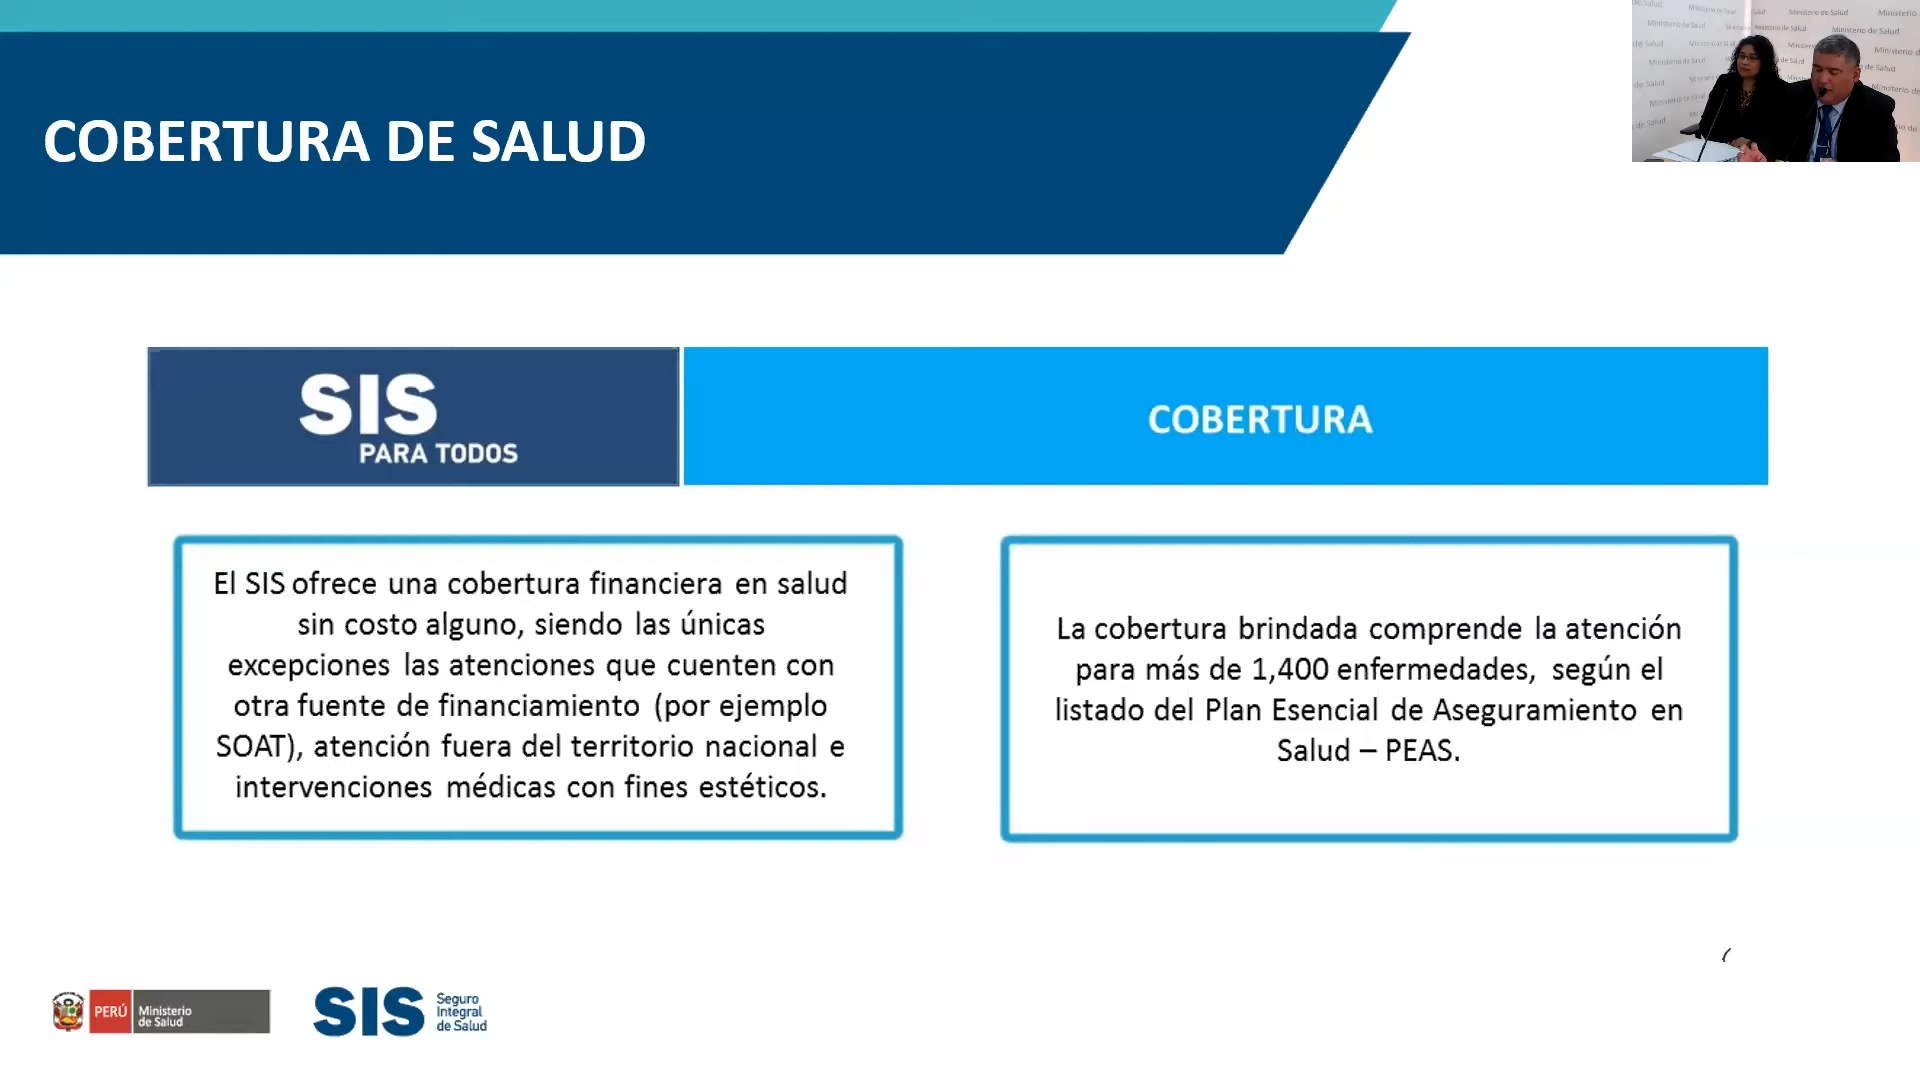 COBERTURA DE SALUD
Ministerio de Salud
SIS
PARA TODOS
COBERTURA
El SIS ofrece una cobertura financiera en salud
sin costo alguno, siendo las únicas
excepciones las atenciones que cuenten con
otra fuente de financiamiento (por ejemplo
SOAT), atención fuera del territorio nacional e
intervenciones médicas con fines estéticos.
La cobertura brindada comprende la atención
para más de 1,400 enfermedades, según el
listado del Plan Esencial de Aseguramiento en
Salud – PEAS.
PERÚ
Ministerio
de Salud
SIS
Seguro
Integral
de Salud